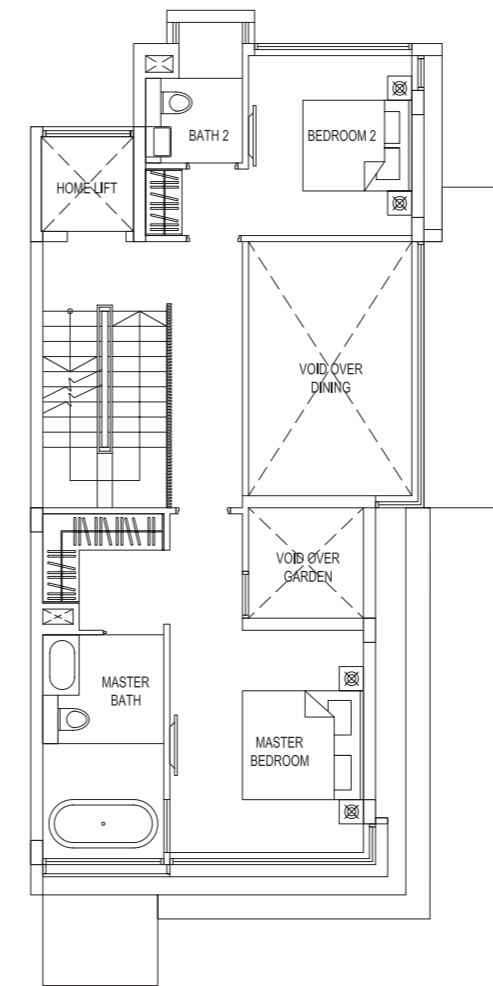 BATH 2
BEDROOM 2
HOME LIFT
VOID OVER
DINING
VOID OVER
GARDEN
MASTER
BATH
MASTER
BEDROOM